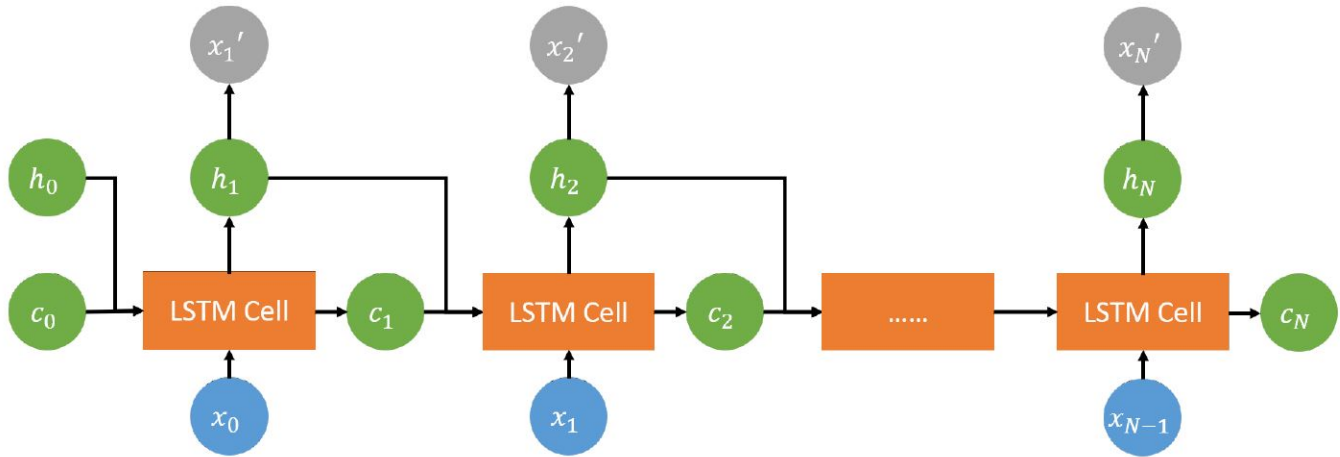 x₁′ x₂′ x_N′
h₀ h₁ h₂ h_N
c₀ LSTM Cell c₁ LSTM Cell c₂ ...... LSTM Cell c_N
x₀ x₁ x_{N−1}